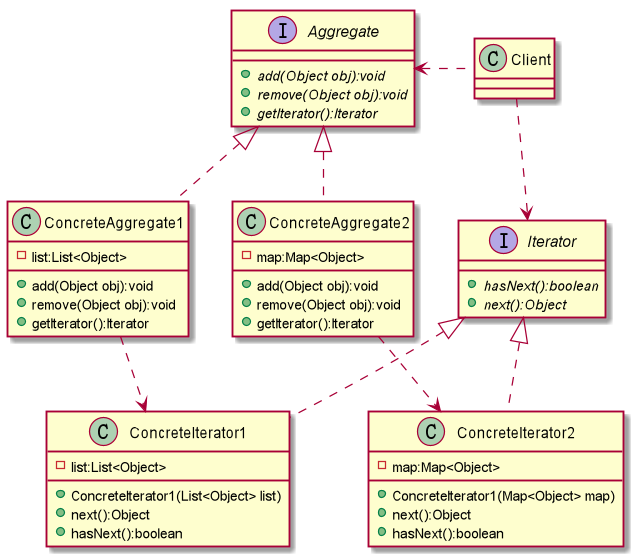 I Aggregate
add(Object obj):void
remove(Object obj):void
getIterator():Iterator
C Client
C ConcreteAggregate1
list:List<Object>
add(Object obj):void
remove(Object obj):void
getIterator():Iterator
C ConcreteAggregate2
map:Map<Object>
add(Object obj):void
remove(Object obj):void
getIterator():Iterator
I Iterator
hasNext():boolean
next():Object
C ConcreteIterator1
list:List<Object>
ConcreteIterator1(List<Object> list)
next():Object
hasNext():boolean
C ConcreteIterator2
map:Map<Object>
ConcreteIterator1(Map<Object> map)
next():Object
hasNext():boolean